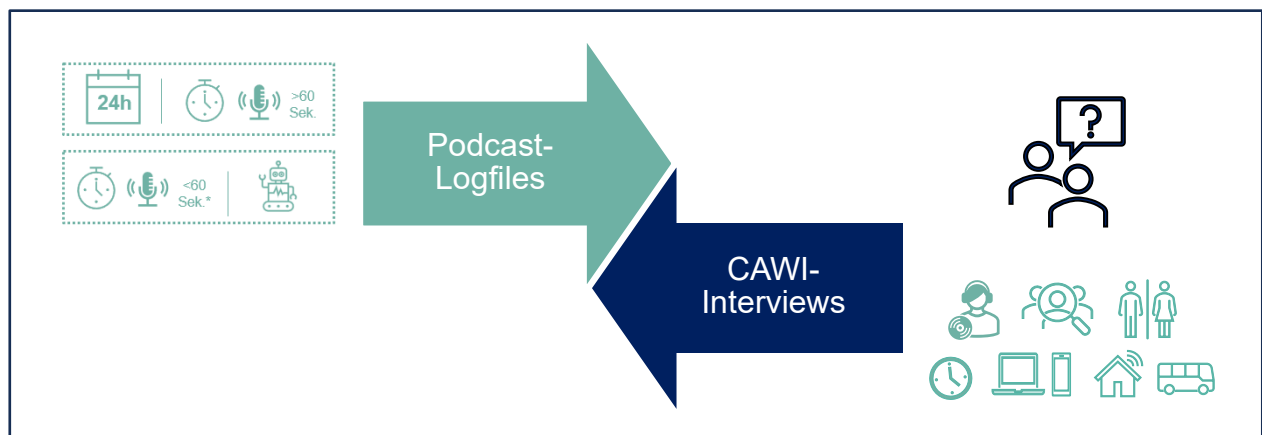 24h
>60
Sek.
<60
Sek.*
Podcast-
Logfiles
CAWI-
Interviews
?